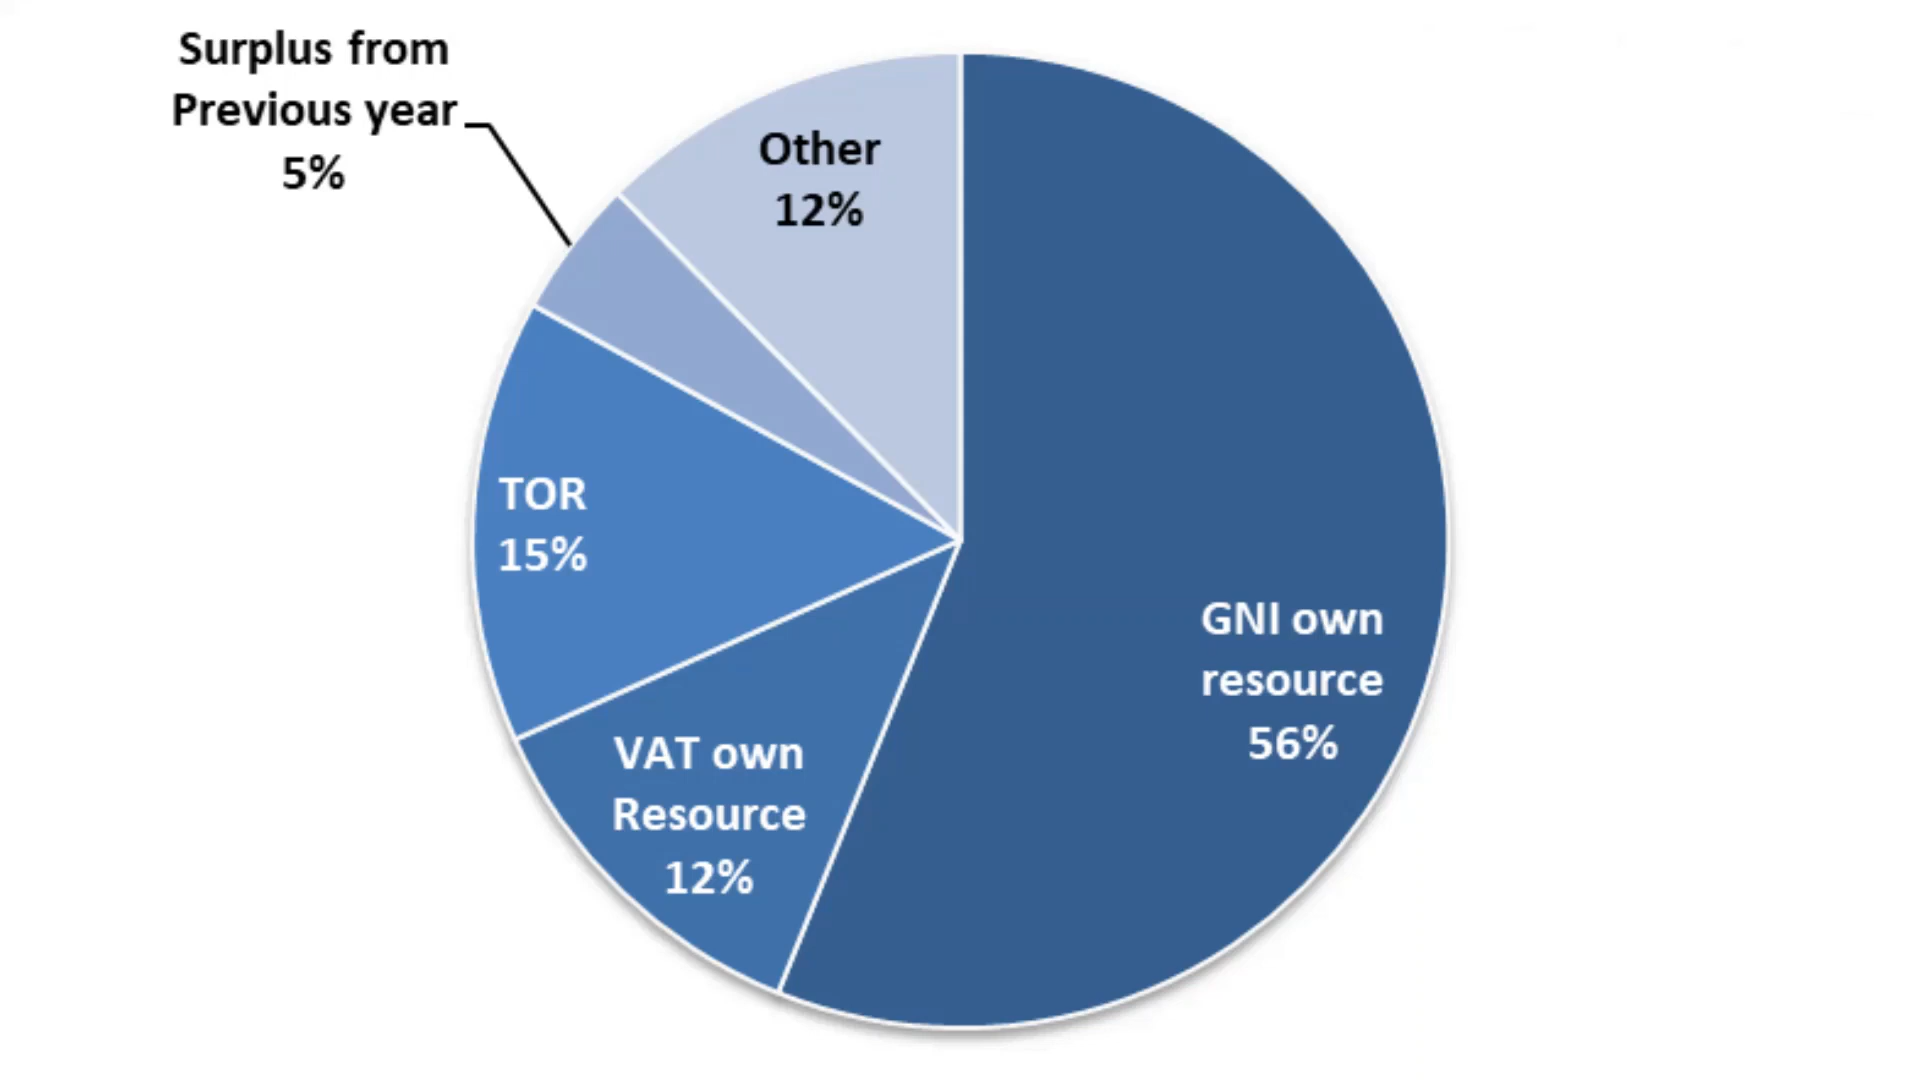 Surplus from
Previous year
5%
Other
12%
TOR
15%
GNI own
resource
56%
VAT own
Resource
12%